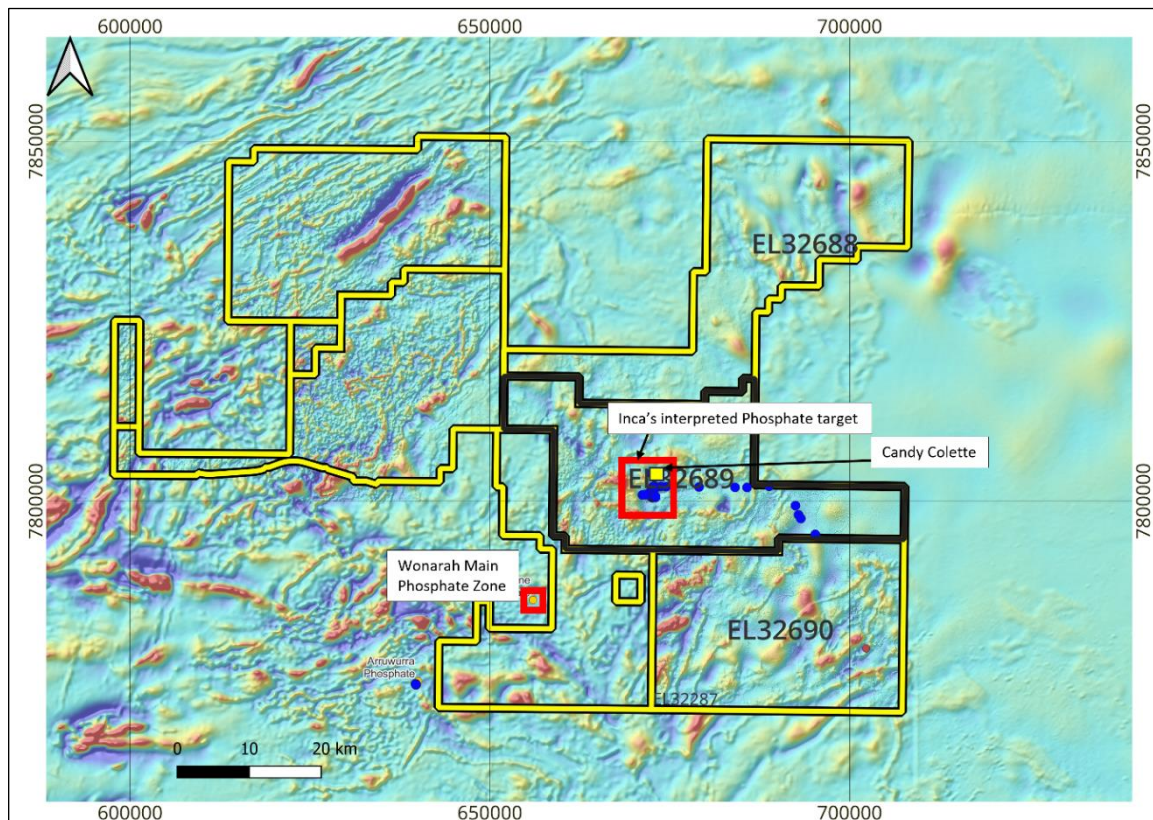 600000
650000
700000
7850000
7850000
EL32688
Inca's interpreted Phosphate target
Candy Colette
EL32689
7800000
7800000
Wonarah Main
Phosphate Zone
ne
EL32690
Arruwurra
Phosphate
EL32287
0 10 20 km
600000
650000
700000